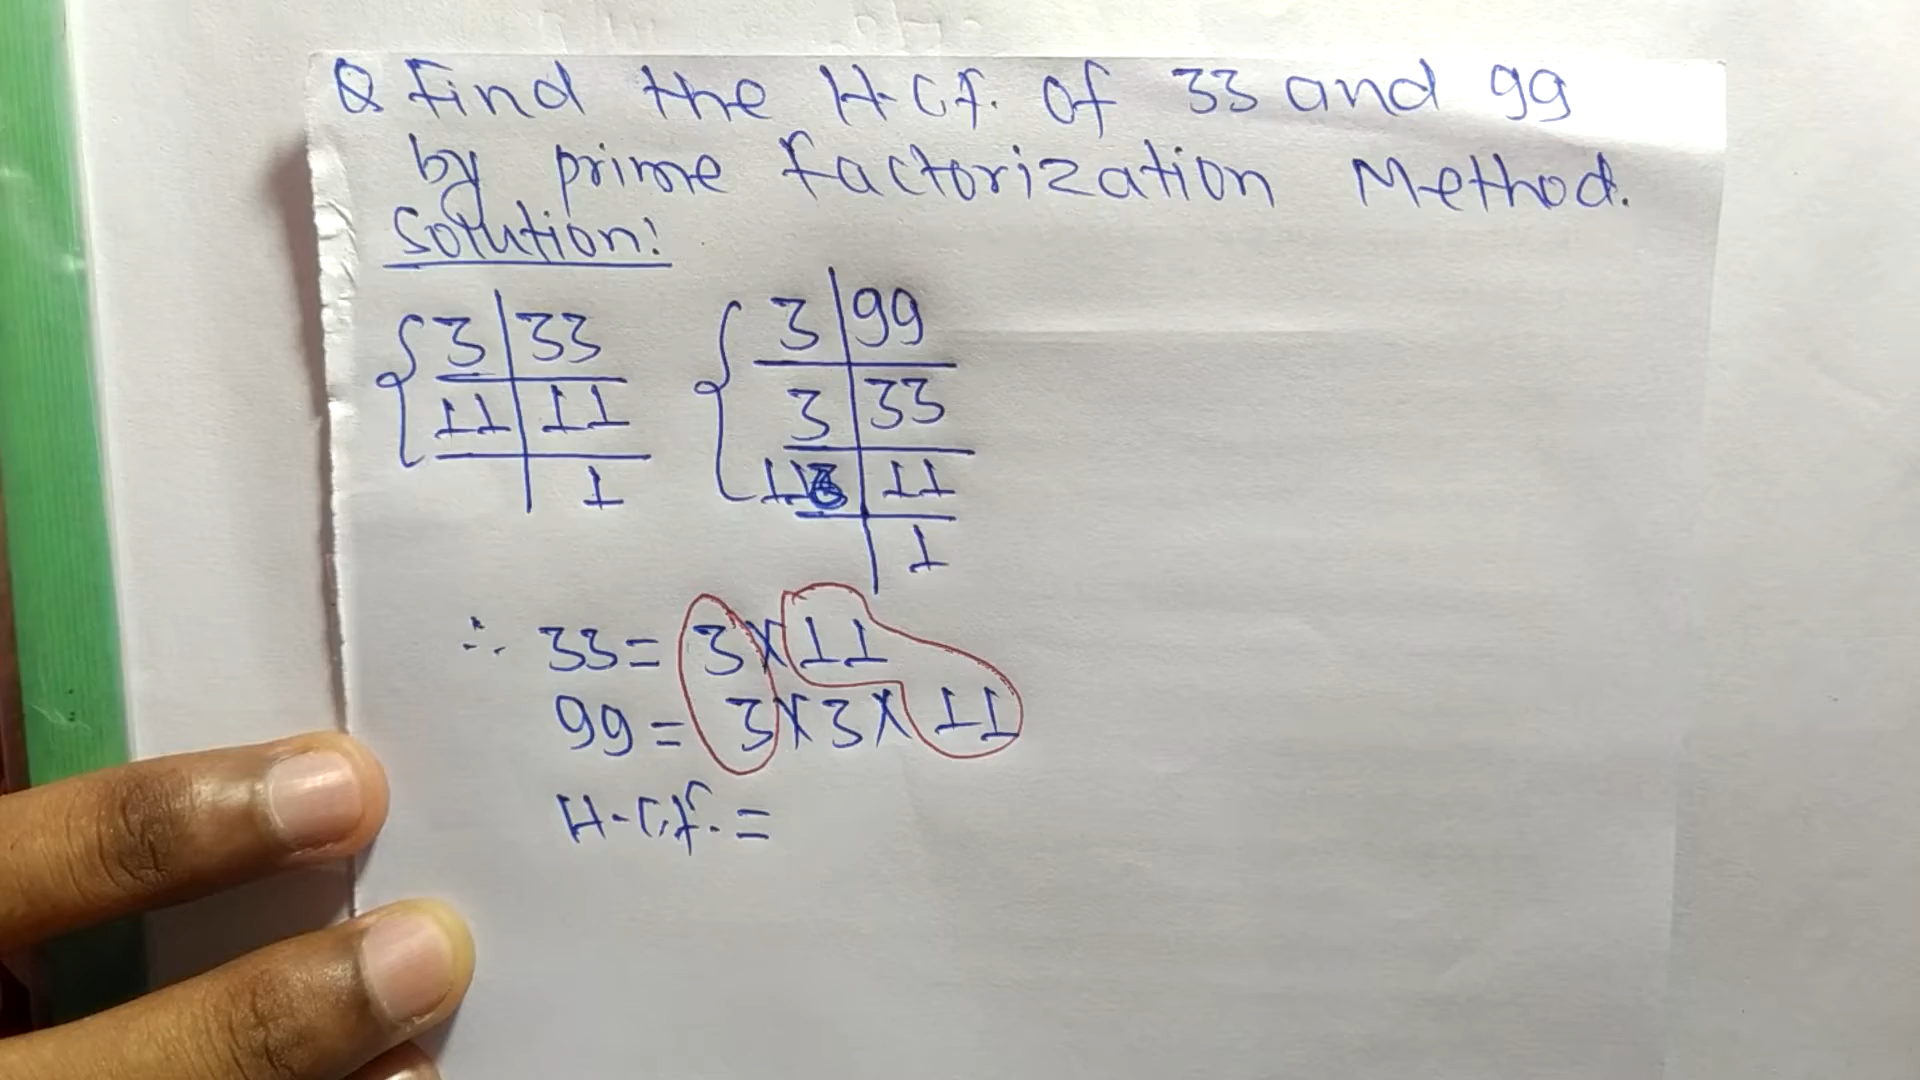 Q Find the H.C.F. of 33 and 99
by prime factorization Method.
Solution:
3 | 33
11 | 11
1
3 | 99
3 | 33
11 | 11
1
∴ 33 = 3 × 11
99 = 3 × 3 × 11
H.C.F. =